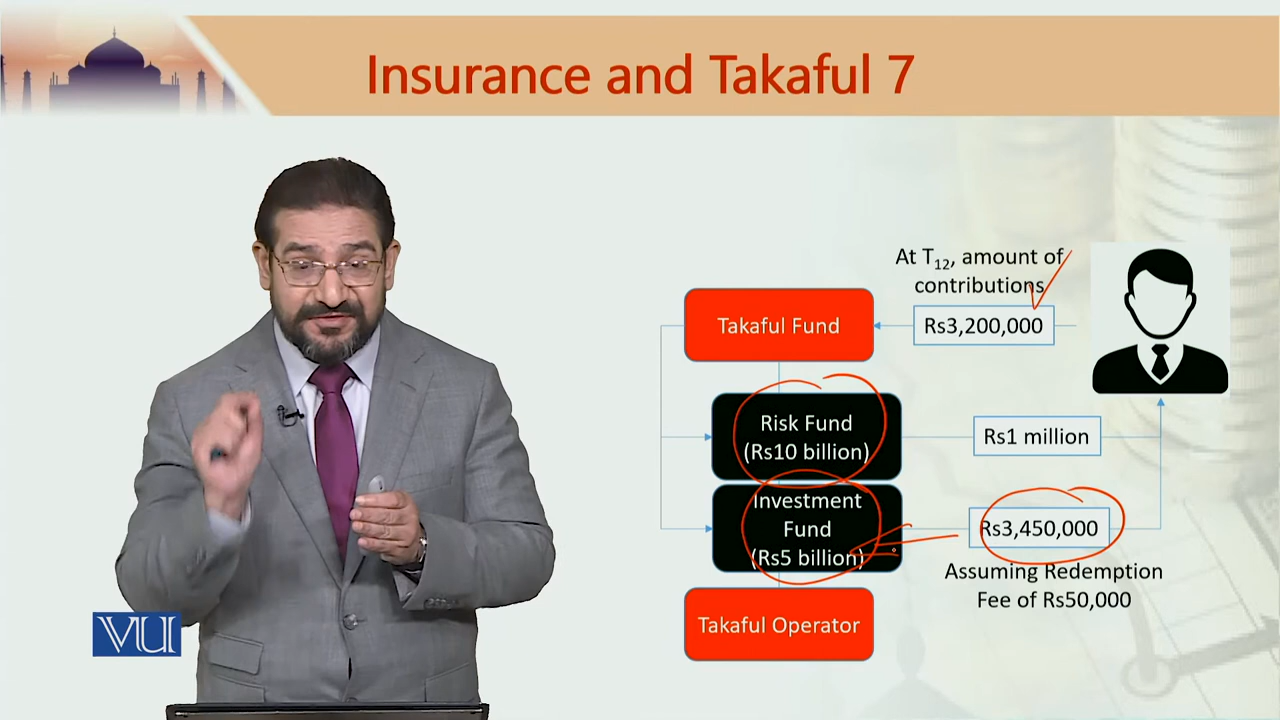 Insurance and Takaful 7
At T12, amount of
contributions
Takaful Fund
Rs3,200,000
Risk Fund
(Rs10 billion)
Rs1 million
Investment
Fund
(Rs5 billion)
Rs3,450,000
Assuming Redemption
Fee of Rs50,000
Takaful Operator
VU